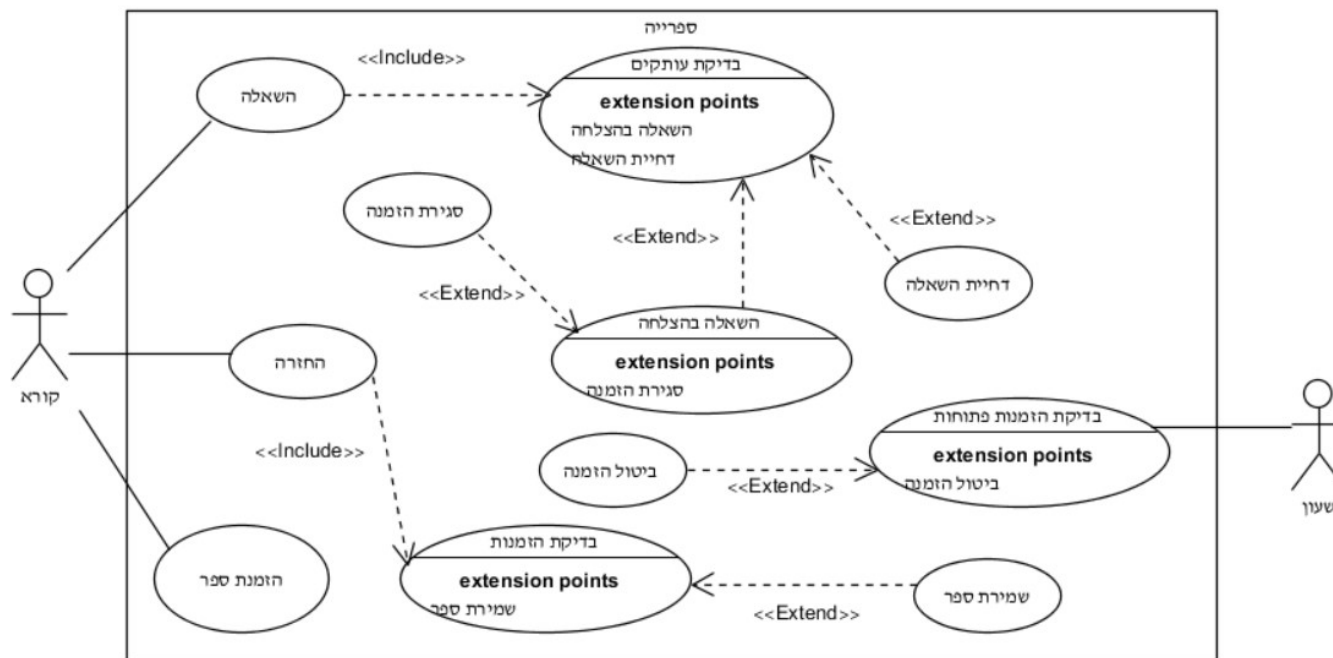 ספרייה
<<Include>>
בדיקת עותקים
השאלה
extension points
השאלה בהצלחה
דחיית השאלה
סגירת הזמנה
<<Extend>>
<<Extend>>
דחיית השאלה
<<Extend>>
השאלה בהצלחה
extension points
החזרה
סגירת הזמנה
קורא
בדיקת הזמנות פתוחות
<<Include>>
extension points
ביטול הזמנה
<<Extend>>
ביטול הזמנה
שעון
בדיקת הזמנות
הזמנת ספר
extension points
שמירת ספר
<<Extend>>
שמירת ספר